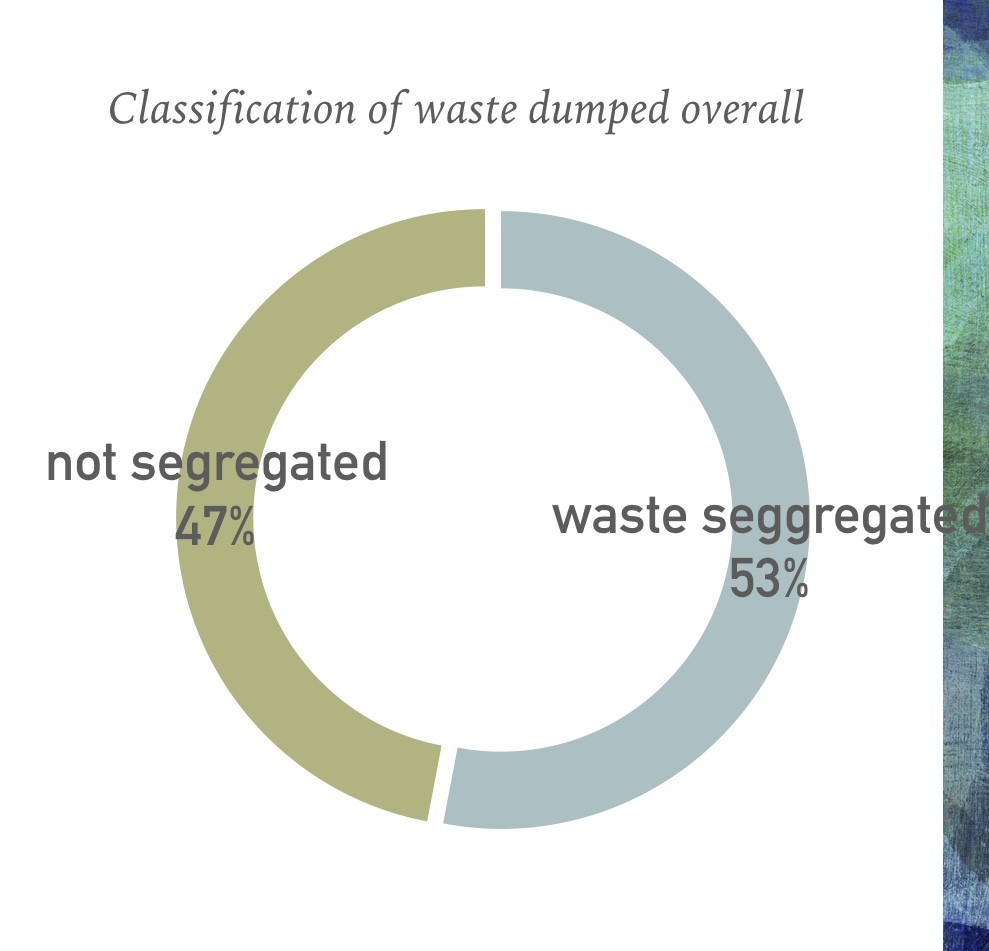 Classification of waste dumped overall
not segregated
47%
waste seggregated
53%